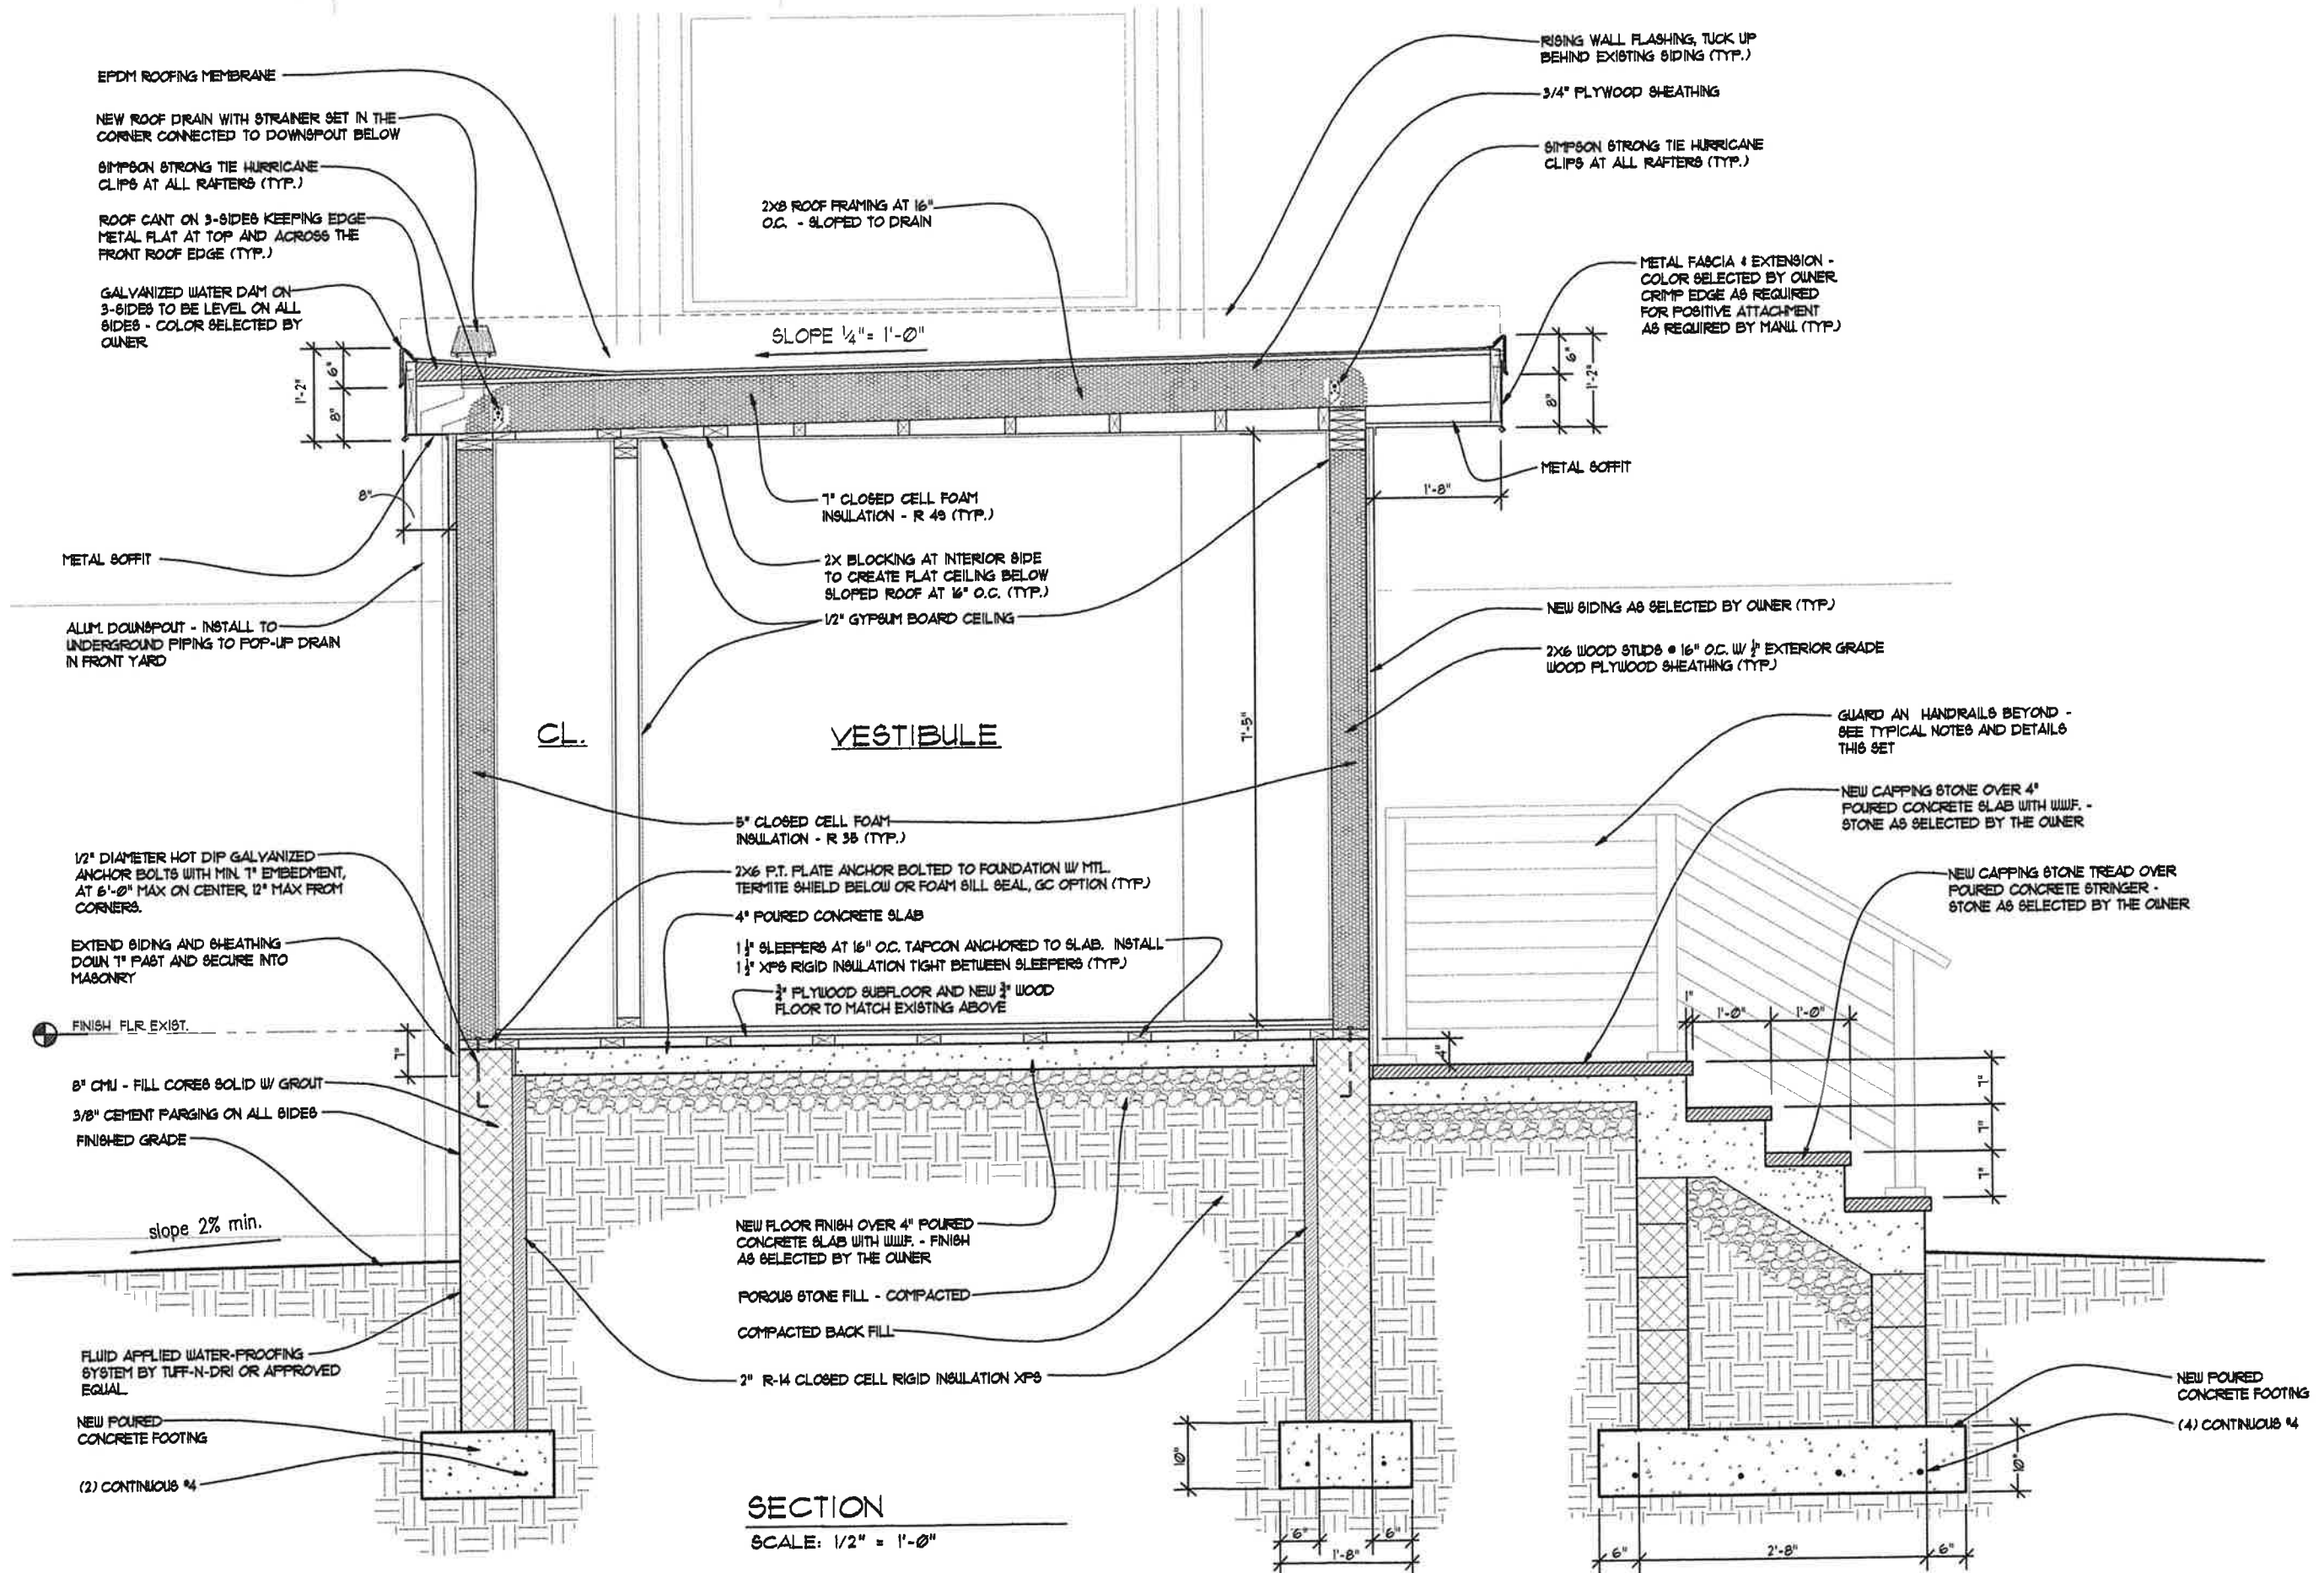 EPDM ROOFING MEMBRANE
NEW ROOF DRAIN WITH STRAINER SET IN THE
CORNER CONNECTED TO DOWNSPOUT BELOW
SIMPSON STRONG TIE HURRICANE
CLIPS AT ALL RAFTERS (TYP.)
ROOF CANT ON 3-SIDES KEEPING EDGE
METAL FLAT AT TOP AND ACROSS THE
FRONT ROOF EDGE (TYP.)
GALVANIZED WATER DAM ON
3-SIDES TO BE LEVEL ON ALL
SIDES - COLOR SELECTED BY
OWNER
2X8 ROOF FRAMING AT 16"
O.C. - SLOPED TO DRAIN
RISING WALL FLASHING, TUCK UP
BEHIND EXISTING SIDING (TYP.)
3/4" PLYWOOD SHEATHING
SIMPSON STRONG TIE HURRICANE
CLIPS AT ALL RAFTERS (TYP.)
METAL FASCIA & EXTENSION -
COLOR SELECTED BY OWNER
CRIMP EDGE AS REQUIRED
FOR POSITIVE ATTACHMENT
AS REQUIRED BY MANU. (TYP.)
SLOPE 1/4" = 1'-0"
1'-2"
6"
8"
6"
8"
1'-2"
8"
1'-8"
METAL SOFFIT
METAL SOFFIT
7" CLOSED CELL FOAM
INSULATION - R 49 (TYP.)
2X BLOCKING AT INTERIOR SIDE
TO CREATE FLAT CEILING BELOW
SLOPED ROOF AT 16" O.C. (TYP.)
1/2" GYPSUM BOARD CEILING
ALUM. DOWNSPOUT - INSTALL TO
UNDERGROUND PIPING TO POP-UP DRAIN
IN FRONT YARD
NEW SIDING AS SELECTED BY OWNER (TYP.)
2X6 WOOD STUDS @ 16" O.C. W/ 1/2" EXTERIOR GRADE
WOOD PLYWOOD SHEATHING (TYP.)
CL.
VESTIBULE
7'-5"
GUARD AN HANDRAILS BEYOND -
SEE TYPICAL NOTES AND DETAILS
THIS SET
NEW CAPPING STONE OVER 4"
POURED CONCRETE SLAB WITH WWF. -
STONE AS SELECTED BY THE OWNER
NEW CAPPING STONE TREAD OVER
POURED CONCRETE STRINGER -
STONE AS SELECTED BY THE OWNER
5" CLOSED CELL FOAM
INSULATION - R 35 (TYP.)
2X6 P.T. PLATE ANCHOR BOLTED TO FOUNDATION W/ MTL.
TERMITE SHIELD BELOW OR FOAM SILL SEAL, GC OPTION (TYP.)
4" POURED CONCRETE SLAB
1 1/2" SLEEPERS AT 16" O.C. TAPCON ANCHORED TO SLAB. INSTALL
1 1/2" XPS RIGID INSULATION TIGHT BETWEEN SLEEPERS (TYP.)
3/4" PLYWOOD SUBFLOOR AND NEW 3/4" WOOD
FLOOR TO MATCH EXISTING ABOVE
1/2" DIAMETER HOT DIP GALVANIZED
ANCHOR BOLTS WITH MIN. 7" EMBEDMENT,
AT 6'-0" MAX ON CENTER, 12" MAX FROM
CORNERS.
EXTEND SIDING AND SHEATHING
DOWN 7" PAST AND SECURE INTO
MASONRY
FINISH FLR. EXIST.
7"
4"
1"
1'-0"
1'-0"
7"
7"
7"
8" CMU - FILL CORES SOLID W/ GROUT
3/8" CEMENT PARGING ON ALL SIDES
FINISHED GRADE
slope 2% min.
NEW FLOOR FINISH OVER 4" POURED
CONCRETE SLAB WITH WWF. - FINISH
AS SELECTED BY THE OWNER
POROUS STONE FILL - COMPACTED
COMPACTED BACK FILL
2" R-14 CLOSED CELL RIGID INSULATION XPS
FLUID APPLIED WATER-PROOFING
SYSTEM BY TUFF-N-DRI OR APPROVED
EQUAL
NEW POURED
CONCRETE FOOTING
(2) CONTINUOUS #4
NEW POURED
CONCRETE FOOTING
(4) CONTINUOUS #4
10"
10"
6"
6"
1'-8"
6"
2'-8"
6"
SECTION
SCALE: 1/2" = 1'-0"